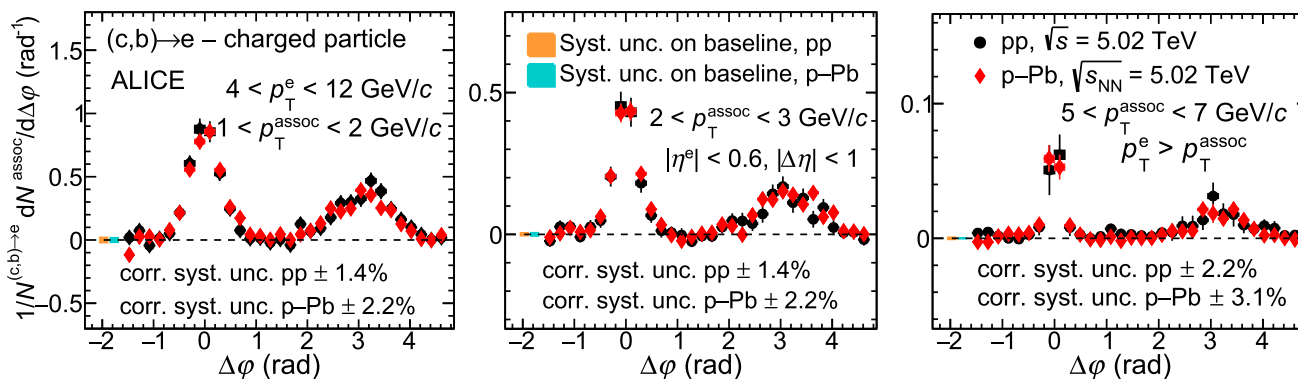 1/N^(c,b)→e dN^assoc/dΔφ (rad⁻¹)
1.5
1
0.5
0
−0.5
(c,b)→e – charged particle
ALICE
4 < p_T^e < 12 GeV/c
1 < p_T^assoc < 2 GeV/c
corr. syst. unc. pp ± 1.4%
corr. syst. unc. p–Pb ± 2.2%
−2 −1 0 1 2 3 4
Δφ (rad)
0.5
0
Syst. unc. on baseline, pp
Syst. unc. on baseline, p–Pb
2 < p_T^assoc < 3 GeV/c
|η^e| < 0.6, |Δη| < 1
corr. syst. unc. pp ± 1.4%
corr. syst. unc. p–Pb ± 2.2%
−2 −1 0 1 2 3 4
Δφ (rad)
0.1
0
pp, √s = 5.02 TeV
p–Pb, √s_NN = 5.02 TeV
5 < p_T^assoc < 7 GeV/c
p_T^e > p_T^assoc
corr. syst. unc. pp ± 2.2%
corr. syst. unc. p–Pb ± 3.1%
−2 −1 0 1 2 3 4
Δφ (rad)